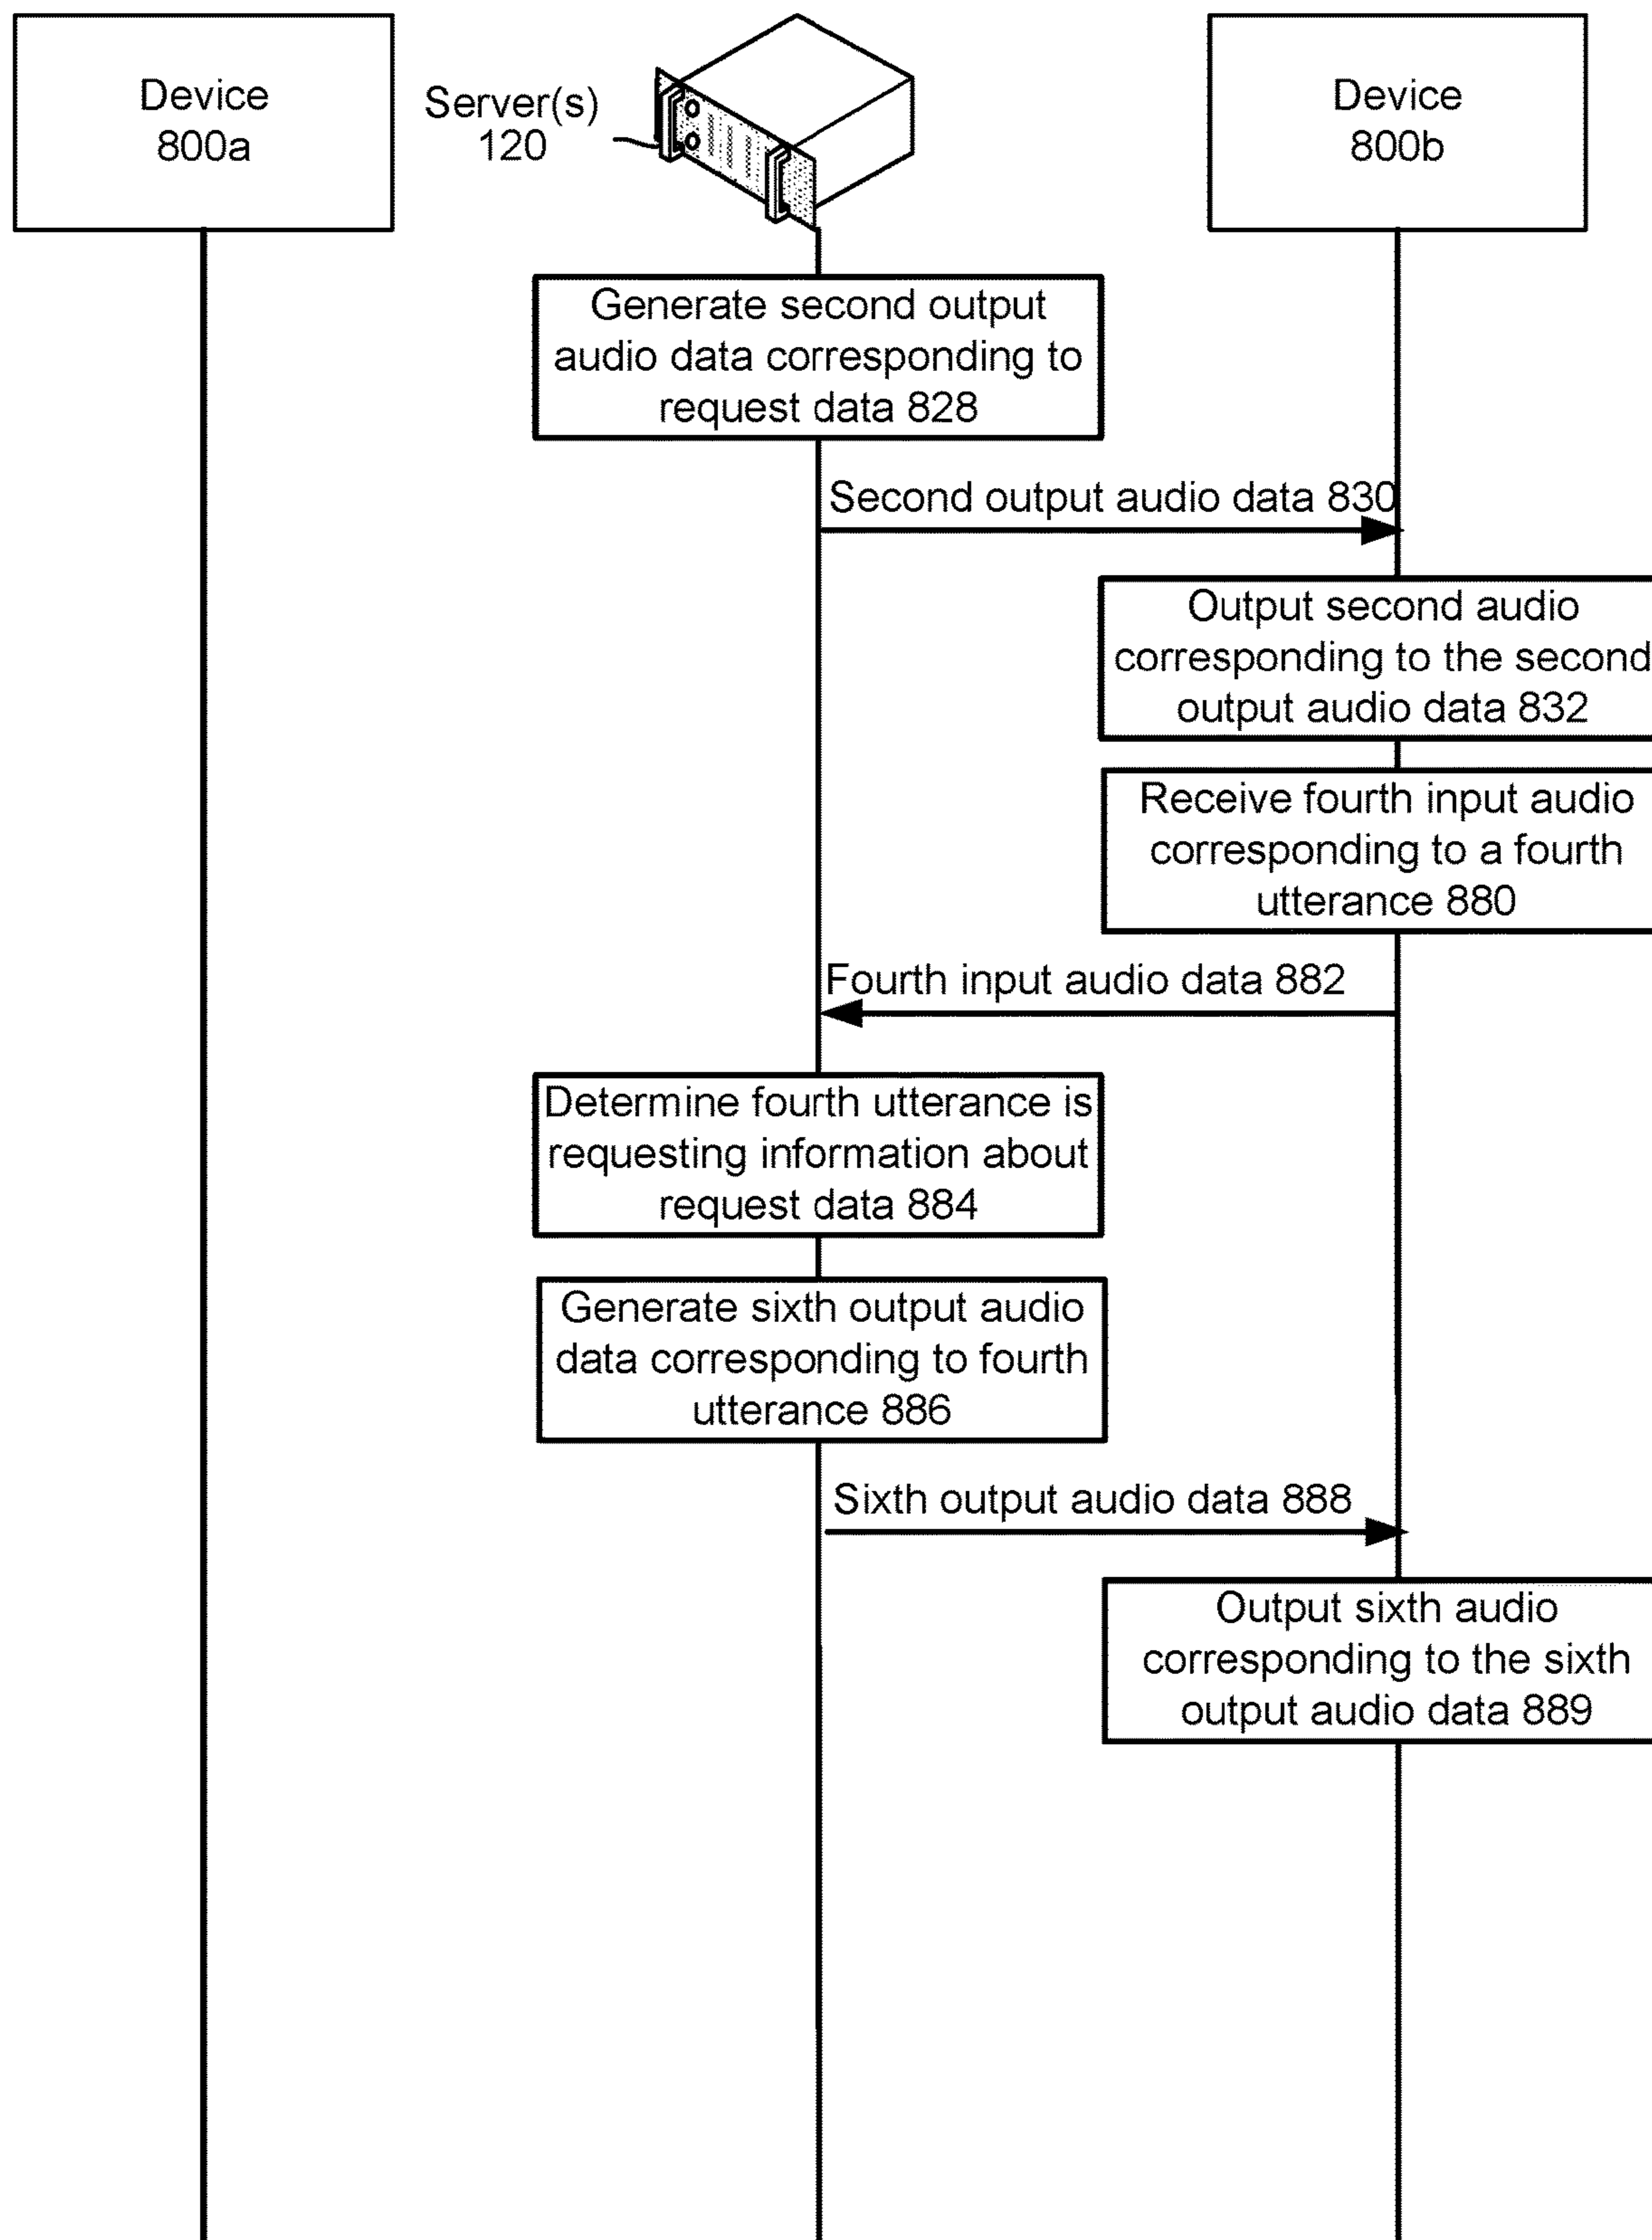 Device
800a
Server(s)
120
Device
800b
Generate second output
audio data corresponding to
request data 828
Second output audio data 830
Output second audio
corresponding to the second
output audio data 832
Receive fourth input audio
corresponding to a fourth
utterance 880
Fourth input audio data 882
Determine fourth utterance is
requesting information about
request data 884
Generate sixth output audio
data corresponding to fourth
utterance 886
Sixth output audio data 888
Output sixth audio
corresponding to the sixth
output audio data 889